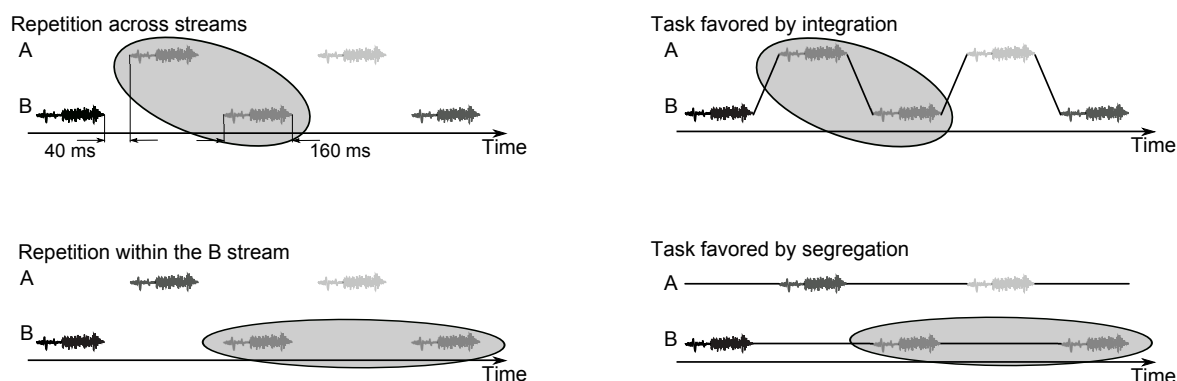 Repetition across streams
A
B
40 ms
160 ms
Time
Task favored by integration
A
B
Time
Repetition within the B stream
A
B
Time
Task favored by segregation
A
B
Time